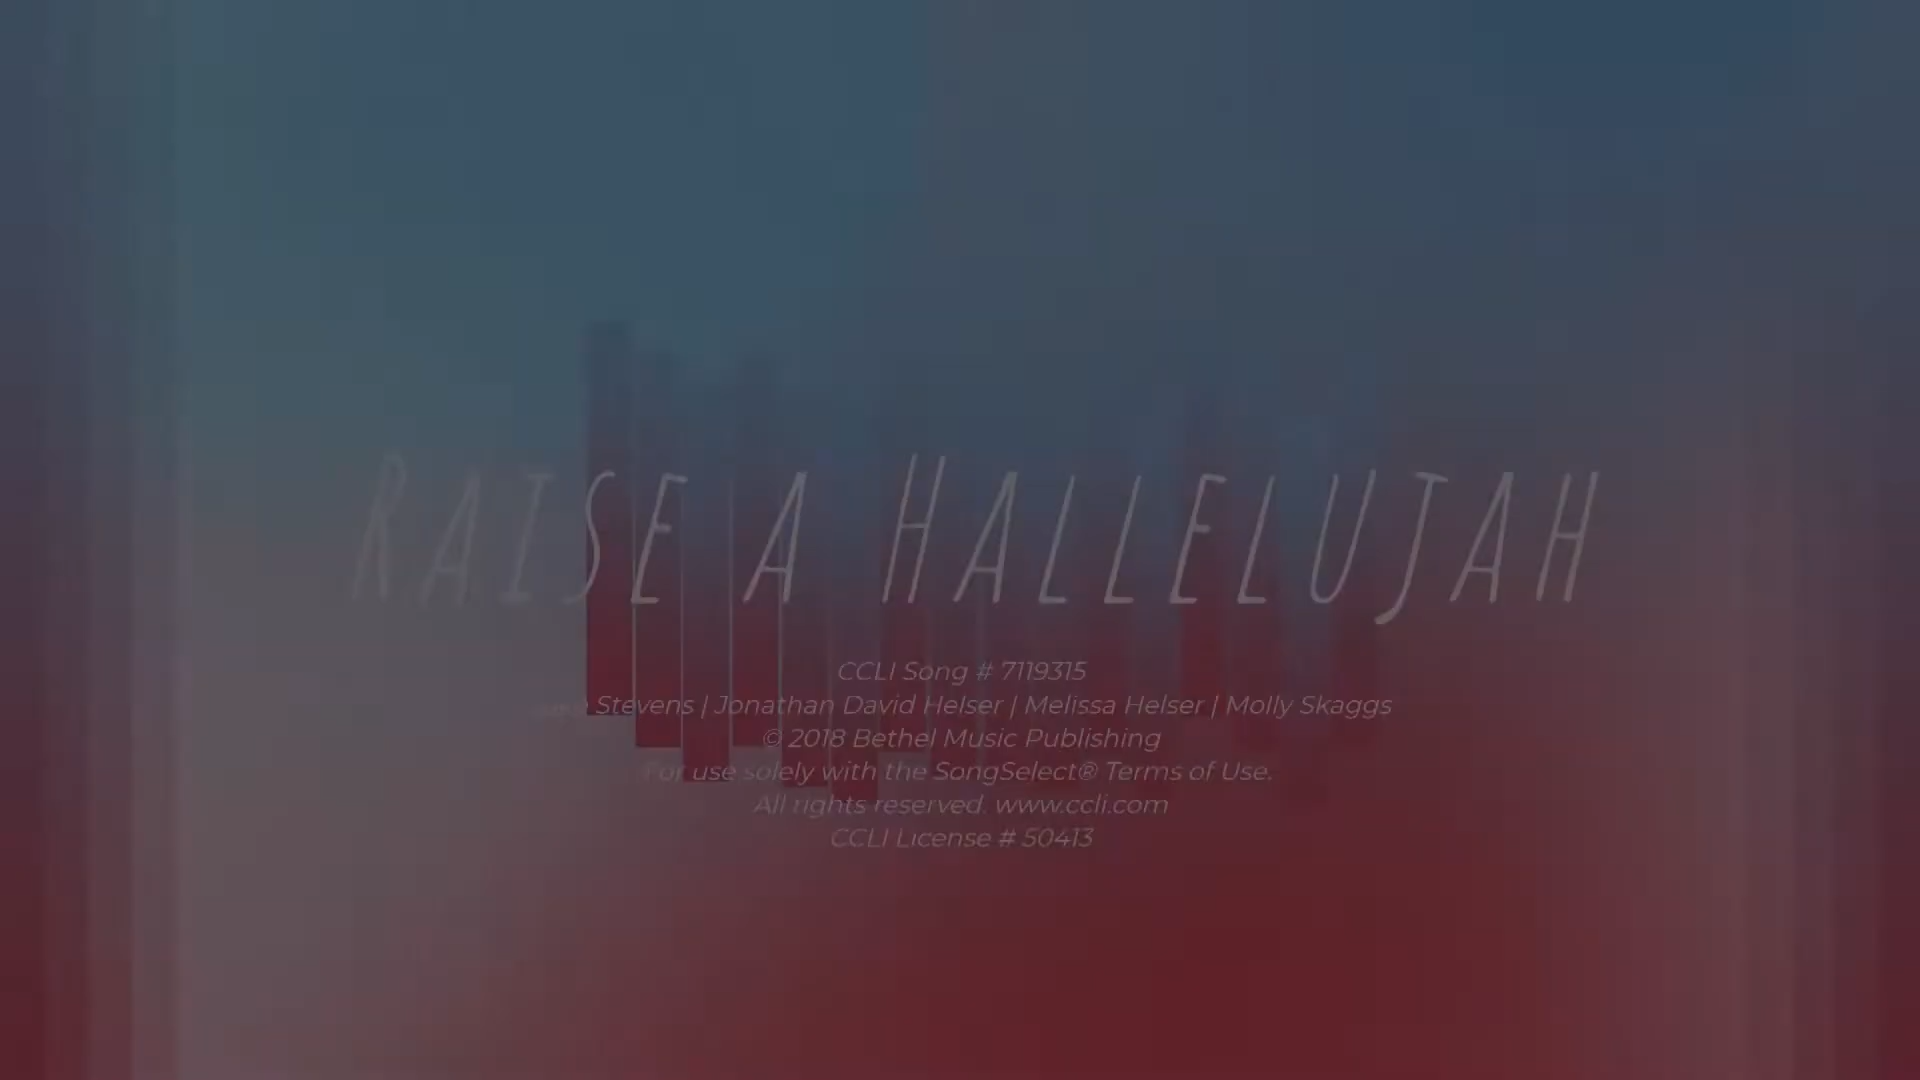 Raise a Hallelujah
CCLI Song # 7119315
Stevens | Jonathan David Helser | Melissa Helser | Molly Skaggs
© 2018 Bethel Music Publishing
For use solely with the SongSelect® Terms of Use.
All rights reserved. www.ccli.com
CCLI License # 50413